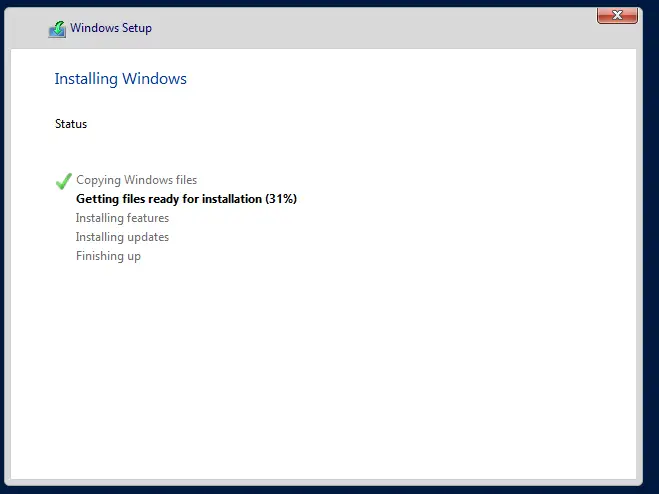 Windows Setup
Installing Windows
Status
Copying Windows files
Getting files ready for installation (31%)
Installing features
Installing updates
Finishing up